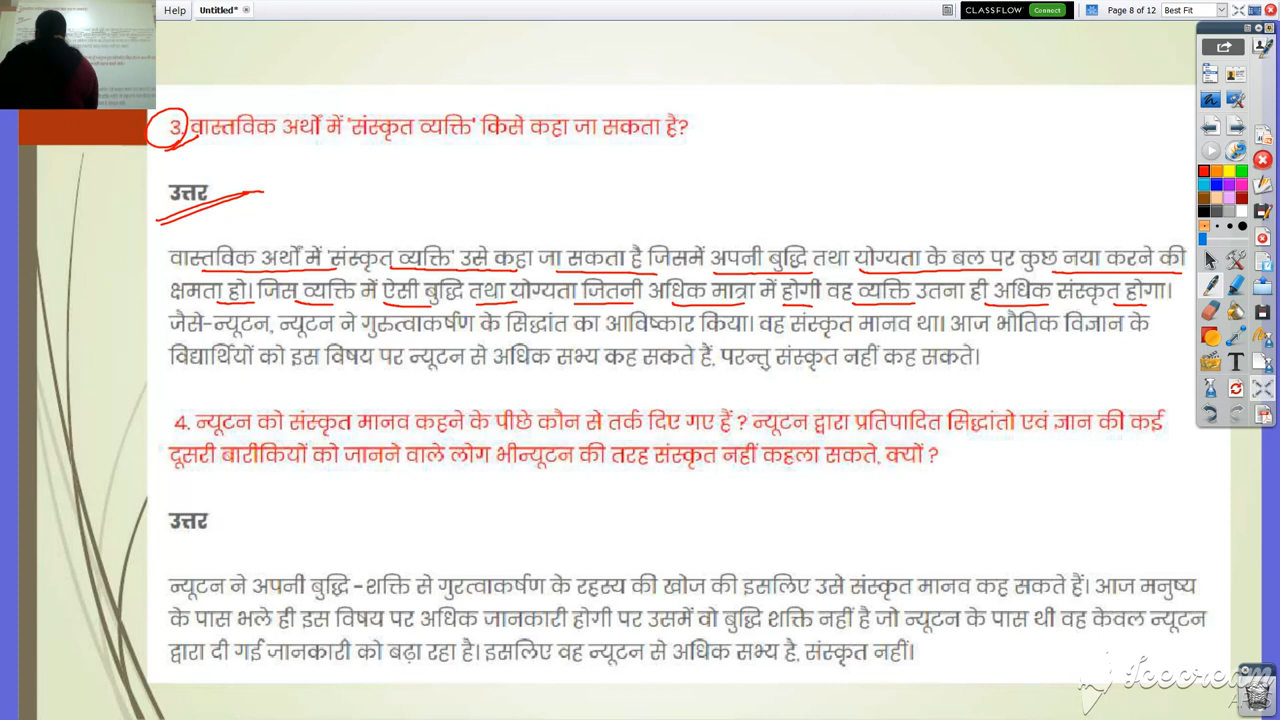 Help Untitled* CLASSFLOW Connect Page 8 of 12 Best Fit
3. वास्तविक अर्थों में 'संस्कृत व्यक्ति' किसे कहा जा सकता है?
उत्तर
वास्तविक अर्थों में 'संस्कृत व्यक्ति' उसे कहा जा सकता है जिसमें अपनी बुद्धि तथा योग्यता के बल पर कुछ नया करने की
क्षमता हो। जिस व्यक्ति में ऐसी बुद्धि तथा योग्यता जितनी अधिक मात्रा में होगी वह व्यक्ति उतना ही अधिक संस्कृत होगा।
जैसे-न्यूटन, न्यूटन ने गुरुत्वाकर्षण के सिद्धांत का आविष्कार किया। वह संस्कृत मानव था। आज भौतिक विज्ञान के
विद्यार्थियों को इस विषय पर न्यूटन से अधिक सभ्य कह सकते हैं, परन्तु संस्कृत नहीं कह सकते।
4. न्यूटन को संस्कृत मानव कहने के पीछे कौन से तर्क दिए गए हैं ? न्यूटन द्वारा प्रतिपादित सिद्धांतो एवं ज्ञान की कई
दूसरी बारीकियों को जानने वाले लोग भीन्यूटन की तरह संस्कृत नहीं कहला सकते, क्यों ?
उत्तर
न्यूटन ने अपनी बुद्धि -शक्ति से गुरत्वाकर्षण के रहस्य की खोज की इसलिए उसे संस्कृत मानव कह सकते हैं। आज मनुष्य
के पास भले ही इस विषय पर अधिक जानकारी होगी पर उसमें वो बुद्धि शक्ति नहीं है जो न्यूटन के पास थी वह केवल न्यूटन
द्वारा दी गई जानकारी को बढ़ा रहा है। इसलिए वह न्यूटन से अधिक सभ्य है, संस्कृत नहीं।
Icecream
APPS